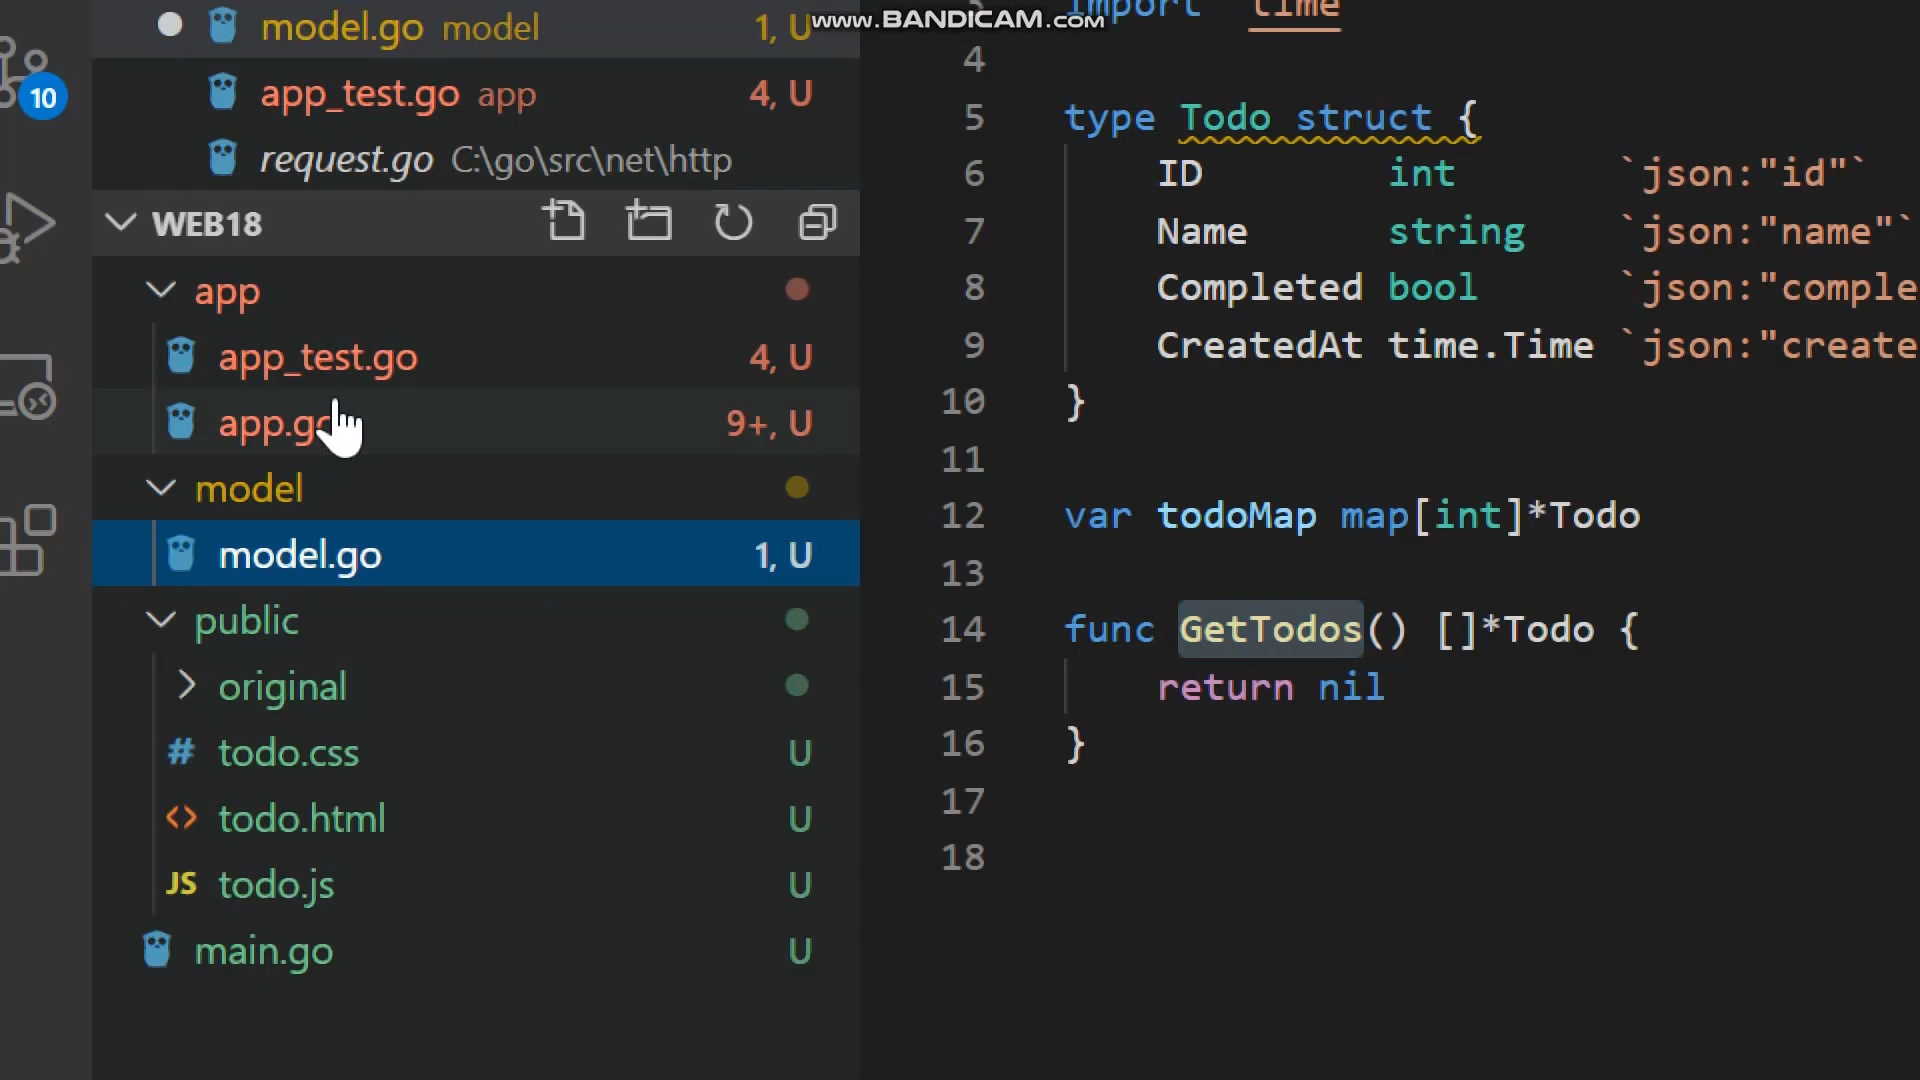 model.go model 1, U
app_test.go app 4, U
request.go C:\go\src\net\http
10
WEB18
app
app_test.go 4, U
app.go 9+, U
model
model.go 1, U
public
original
# todo.css U
<> todo.html U
JS todo.js U
main.go U
www.BANDICAM.com
import "time
4
5 type Todo struct {
6 ID int `json:"id"`
7 Name string `json:"name"`
8 Completed bool `json:"comple
9 CreatedAt time.Time `json:"create
10 }
11
12 var todoMap map[int]*Todo
13
14 func GetTodos() []*Todo {
15 return nil
16 }
17
18